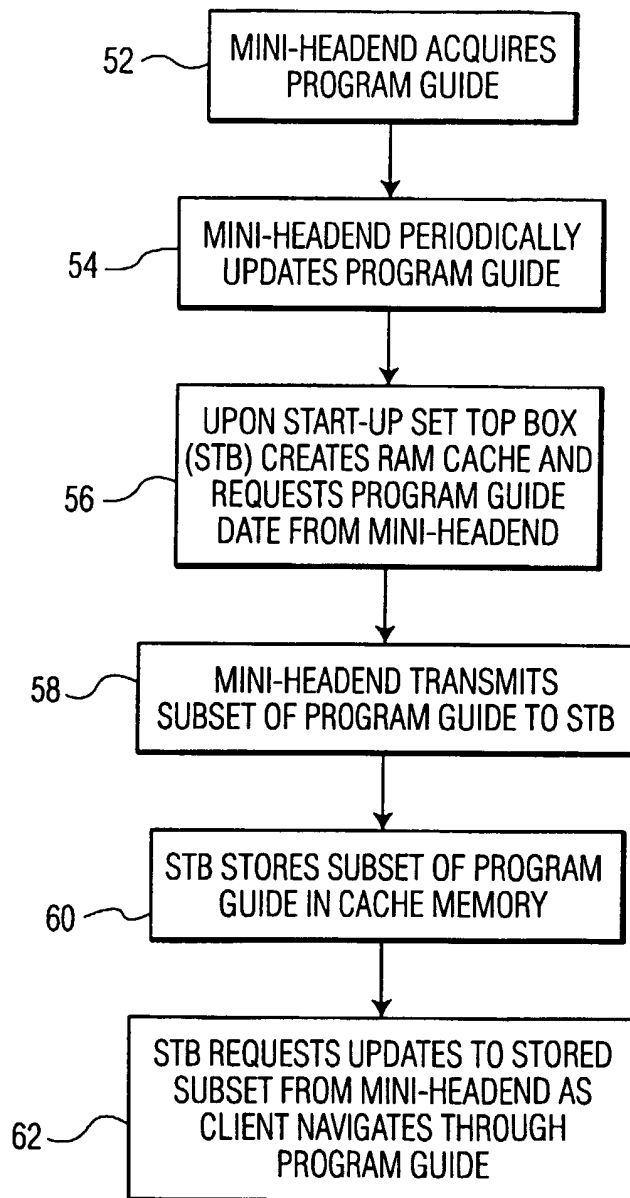 52
MINI-HEADEND ACQUIRES
PROGRAM GUIDE
54
MINI-HEADEND PERIODICALLY
UPDATES PROGRAM GUIDE
56
UPON START-UP SET TOP BOX
(STB) CREATES RAM CACHE AND
REQUESTS PROGRAM GUIDE
DATE FROM MINI-HEADEND
58
MINI-HEADEND TRANSMITS
SUBSET OF PROGRAM GUIDE TO STB
60
STB STORES SUBSET OF PROGRAM
GUIDE IN CACHE MEMORY
62
STB REQUESTS UPDATES TO STORED
SUBSET FROM MINI-HEADEND AS
CLIENT NAVIGATES THROUGH
PROGRAM GUIDE